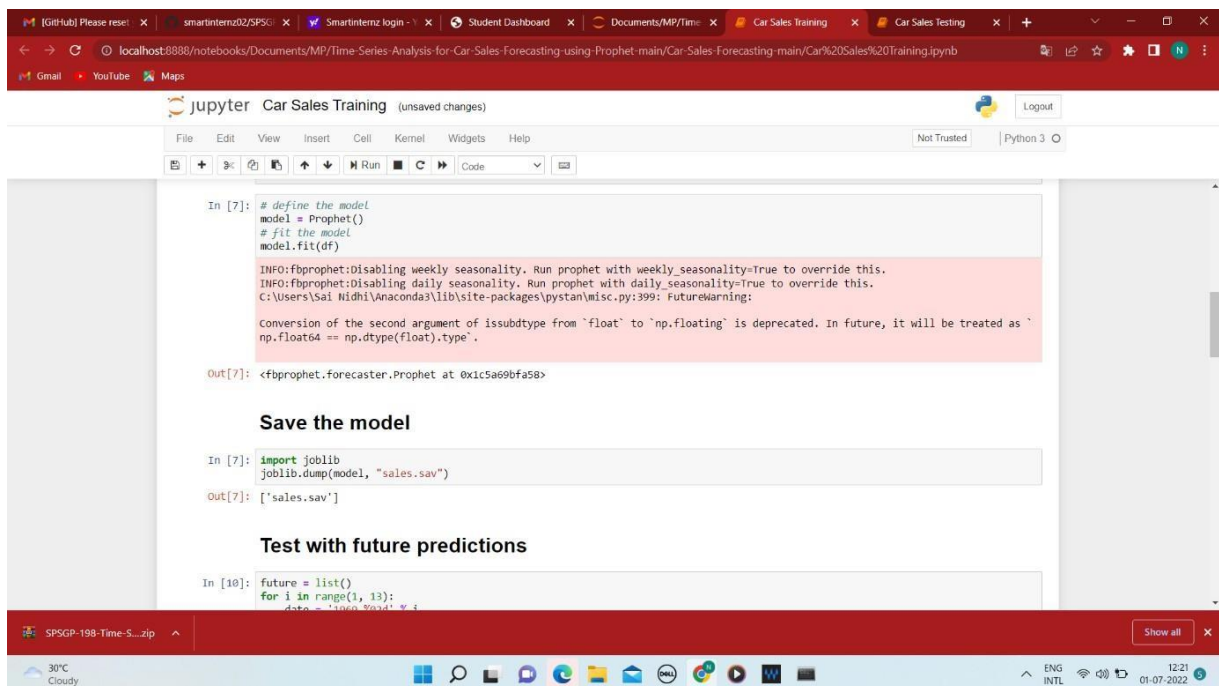 [GitHub] Please reset
smartinternz02/SPSG
Smartinternz login - Y
Student Dashboard
Documents/MP/Time
Car Sales Training
Car Sales Testing
localhost:8888/notebooks/Documents/MP/Time-Series-Analysis-for-Car-Sales-Forecasting-using-Prophet-main/Car-Sales-Forecasting-main/Car%20Sales%20Training.ipynb
N
Gmail YouTube Maps
jupyter Car Sales Training (unsaved changes)
Logout
File Edit View Insert Cell Kernel Widgets Help
Not Trusted
Python 3
Run
Code
In [7]: # define the model
model = Prophet()
# fit the model
model.fit(df)
INFO:fbprophet:Disabling weekly seasonality. Run prophet with weekly_seasonality=True to override this.
INFO:fbprophet:Disabling daily seasonality. Run prophet with daily_seasonality=True to override this.
C:\Users\Sai Nidhi\Anaconda3\lib\site-packages\pystan\misc.py:399: FutureWarning:
Conversion of the second argument of issubdtype from `float` to `np.floating` is deprecated. In future, it will be treated as `
np.float64 == np.dtype(float).type`.
Out[7]: <fbprophet.forecaster.Prophet at 0x1c5a69bfa58>
Save the model
In [7]: import joblib
joblib.dump(model, "sales.sav")
Out[7]: ['sales.sav']
Test with future predictions
In [10]: future = list()
for i in range(1, 13):
date = '1969-%02d' % i
SPSGP-198-Time-S....zip
Show all
30°C
Cloudy
DELL
W
ENG
INTL
12:21
01-07-2022
5